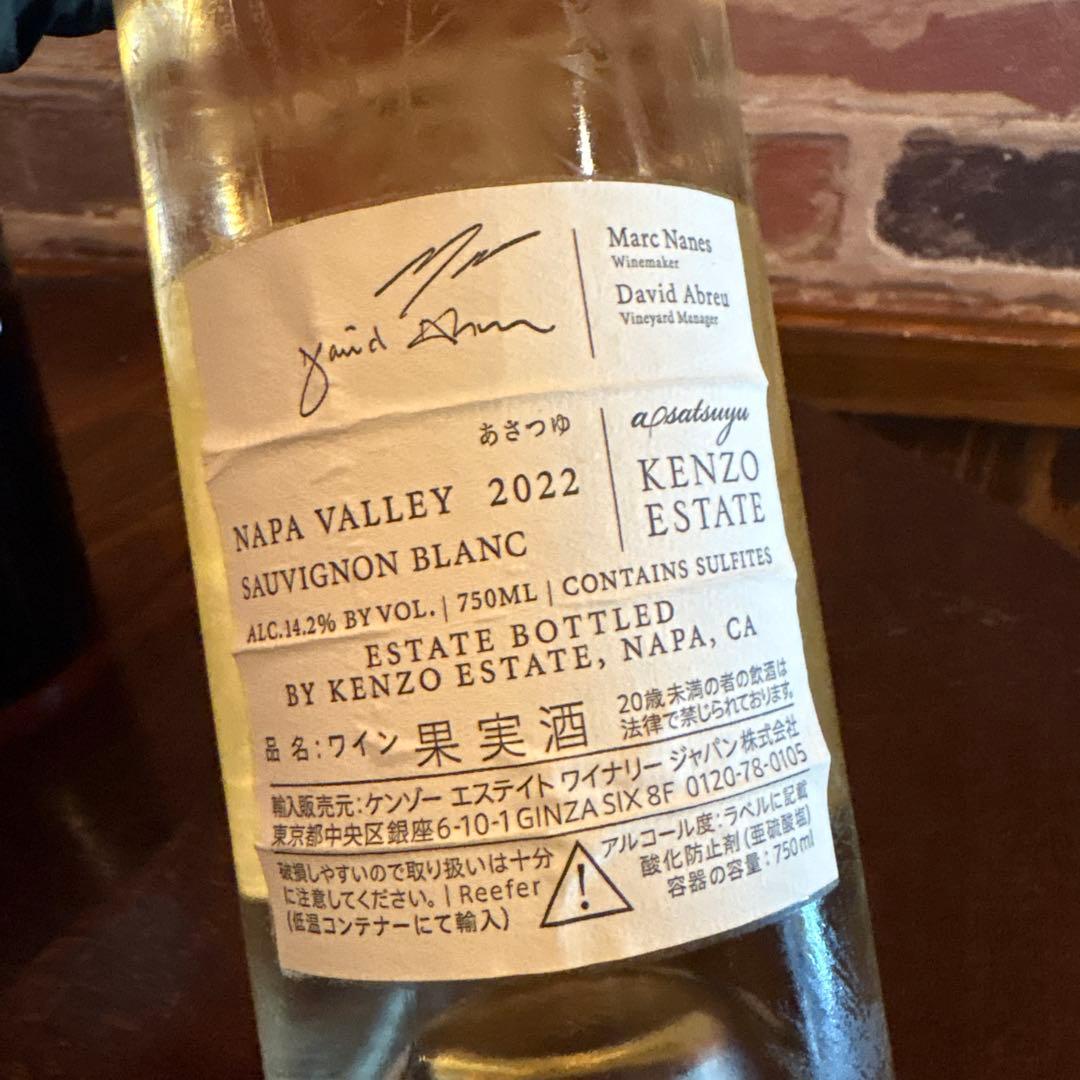 Marc Nanes
Winemaker
David Abreu
Vineyard Manager
David Abreu
あさつゆ
asatsuyu
NAPA VALLEY 2022
KENZO
ESTATE
SAUVIGNON BLANC
ALC.14.2% BY VOL. | 750ML | CONTAINS SULFITES
ESTATE BOTTLED
BY KENZO ESTATE, NAPA, CA
品名:ワイン 果実酒
20歳未満の者の飲酒は
法律で禁じられております。
輸入販売元:ケンゾー エステイト ワイナリー ジャパン株式会社
東京都中央区銀座6-10-1 GINZA SIX 8F 0120-78-0105
破損しやすいので取り扱いは十分
に注意してください。| Reefer
(低温コンテナーにて輸入)
アルコール度:ラベルに記載
酸化防止剤(亜硫酸塩)
容器の容量:750ml